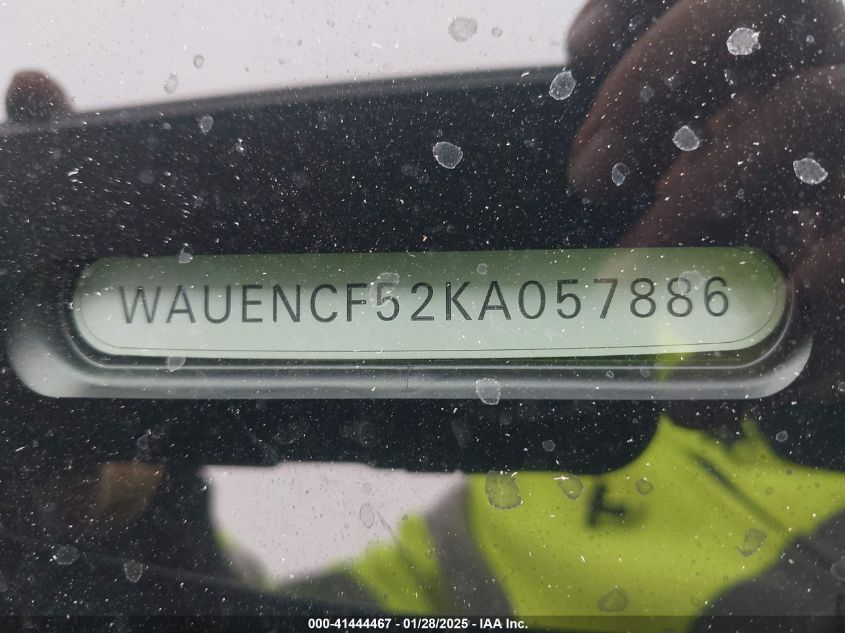 WAUENCF52KA057886
000-41444467 - 01/28/2025 - IAA Inc.